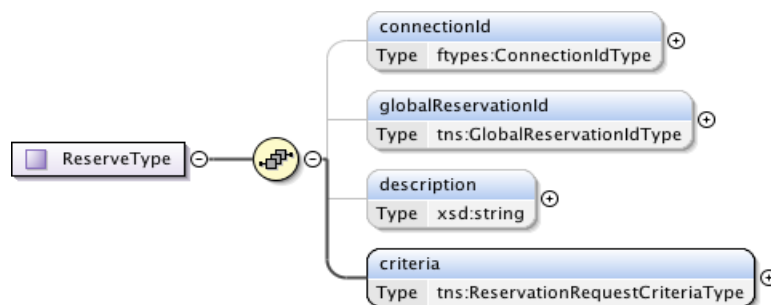 connectionId
Type ftypes:ConnectionIdType
globalReservationId
Type tns:GlobalReservationIdType
ReserveType
description
Type xsd:string
criteria
Type tns:ReservationRequestCriteriaType